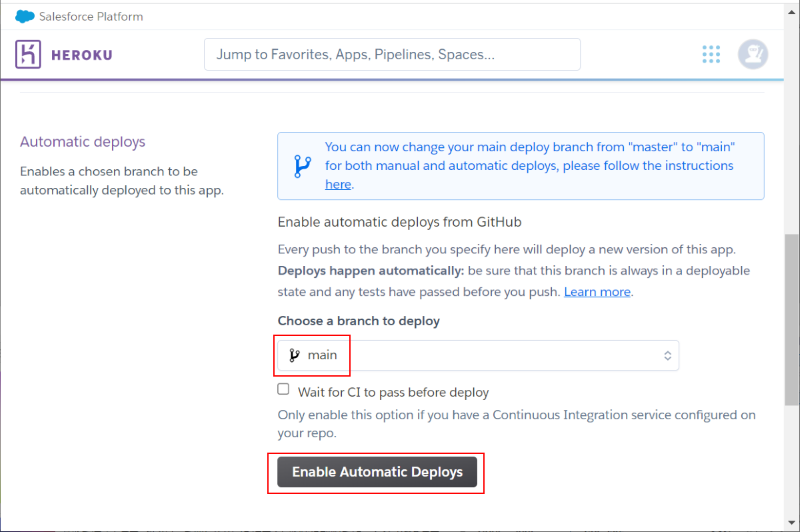 Salesforce Platform
HEROKU
Jump to Favorites, Apps, Pipelines, Spaces...
Automatic deploys
Enables a chosen branch to be
automatically deployed to this app.
You can now change your main deploy branch from "master" to "main"
for both manual and automatic deploys, please follow the instructions
here.
Enable automatic deploys from GitHub
Every push to the branch you specify here will deploy a new version of this app.
Deploys happen automatically: be sure that this branch is always in a deployable
state and any tests have passed before you push. Learn more.
Choose a branch to deploy
main
Wait for CI to pass before deploy
Only enable this option if you have a Continuous Integration service configured on
your repo.
Enable Automatic Deploys